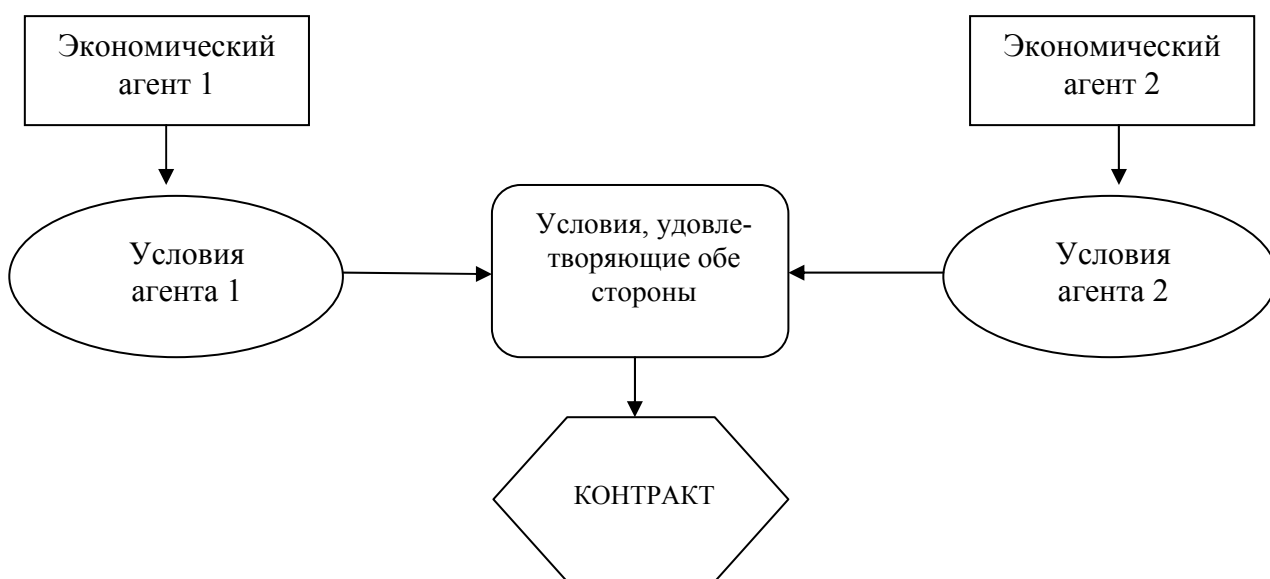 Экономический
агент 1
Экономический
агент 2
Условия
агента 1
Условия, удовле-
творяющие обе
стороны
Условия
агента 2
КОНТРАКТ